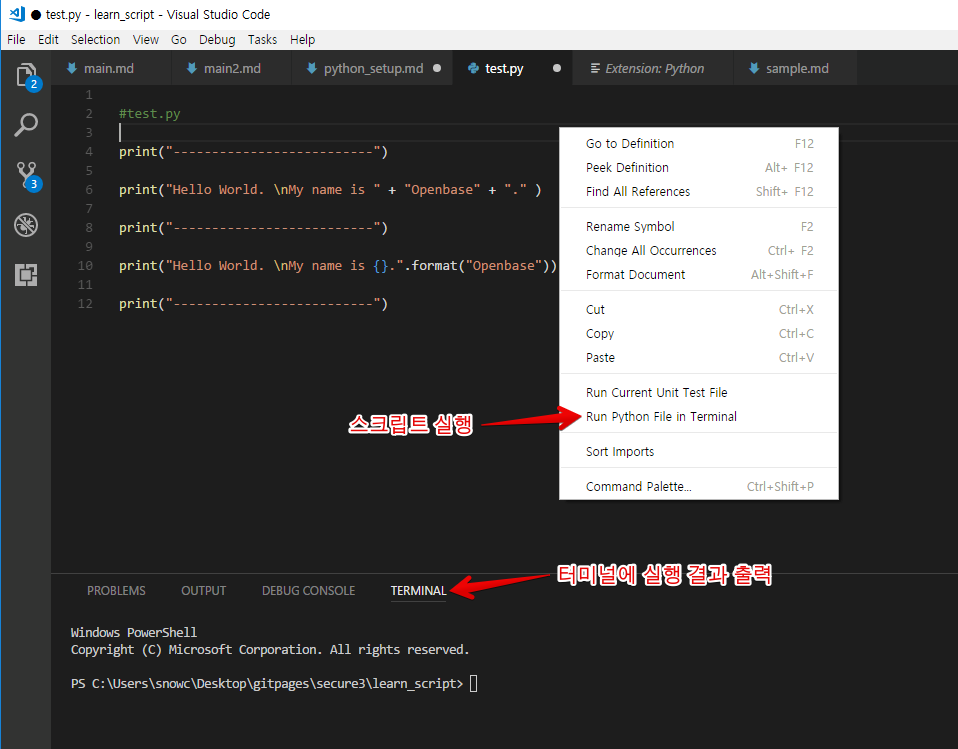 ● test.py - learn_script - Visual Studio Code
File Edit Selection View Go Debug Tasks Help
main.md main2.md python_setup.md ● test.py ● Extension: Python sample.md
2
3
1
2 #test.py
3
4 print("--------------------------")
5
6 print("Hello World. \nMy name is " + "Openbase" + "." )
7
8 print("--------------------------")
9
10 print("Hello World. \nMy name is {}.".format("Openbase"))
11
12 print("--------------------------")
Go to Definition F12
Peek Definition Alt+ F12
Find All References Shift+ F12
Rename Symbol F2
Change All Occurrences Ctrl+ F2
Format Document Alt+Shift+F
Cut Ctrl+X
Copy Ctrl+C
Paste Ctrl+V
Run Current Unit Test File
스크립트 실행
Run Python File in Terminal
Sort Imports
Command Palette... Ctrl+Shift+P
터미널에 실행 결과 출력
PROBLEMS OUTPUT DEBUG CONSOLE TERMINAL
Windows PowerShell
Copyright (C) Microsoft Corporation. All rights reserved.
PS C:\Users\snowc\Desktop\gitpages\secure3\learn_script>